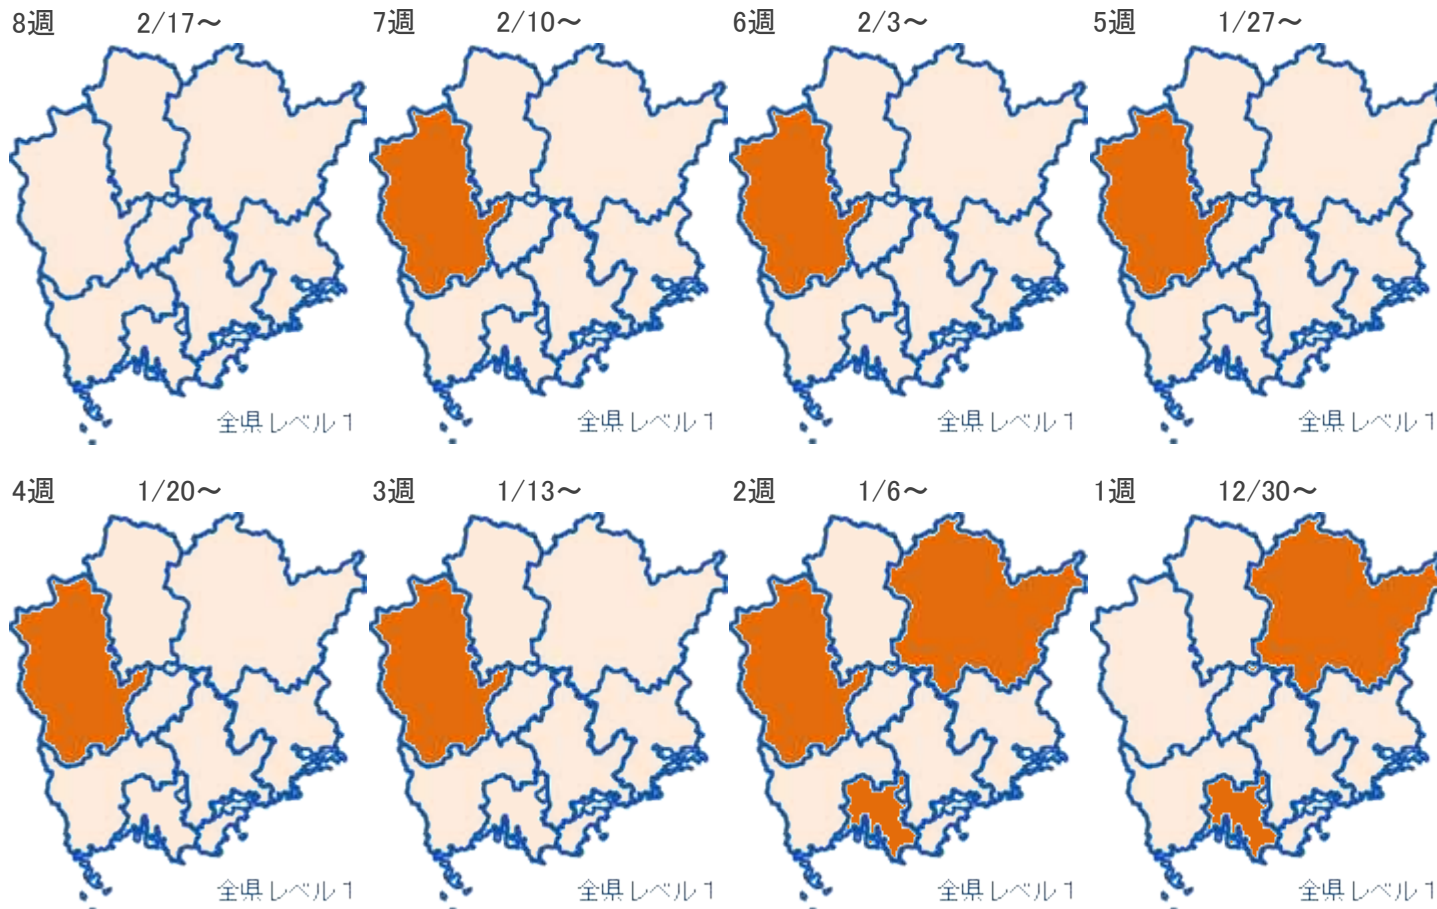 8週 2/17～
7週 2/10～
6週 2/3～
5週 1/27～
全県レベル1
全県レベル1
全県レベル1
全県レベル1
4週 1/20～
3週 1/13～
2週 1/6～
1週 12/30～
全県レベル1
全県レベル1
全県レベル1
全県レベル1